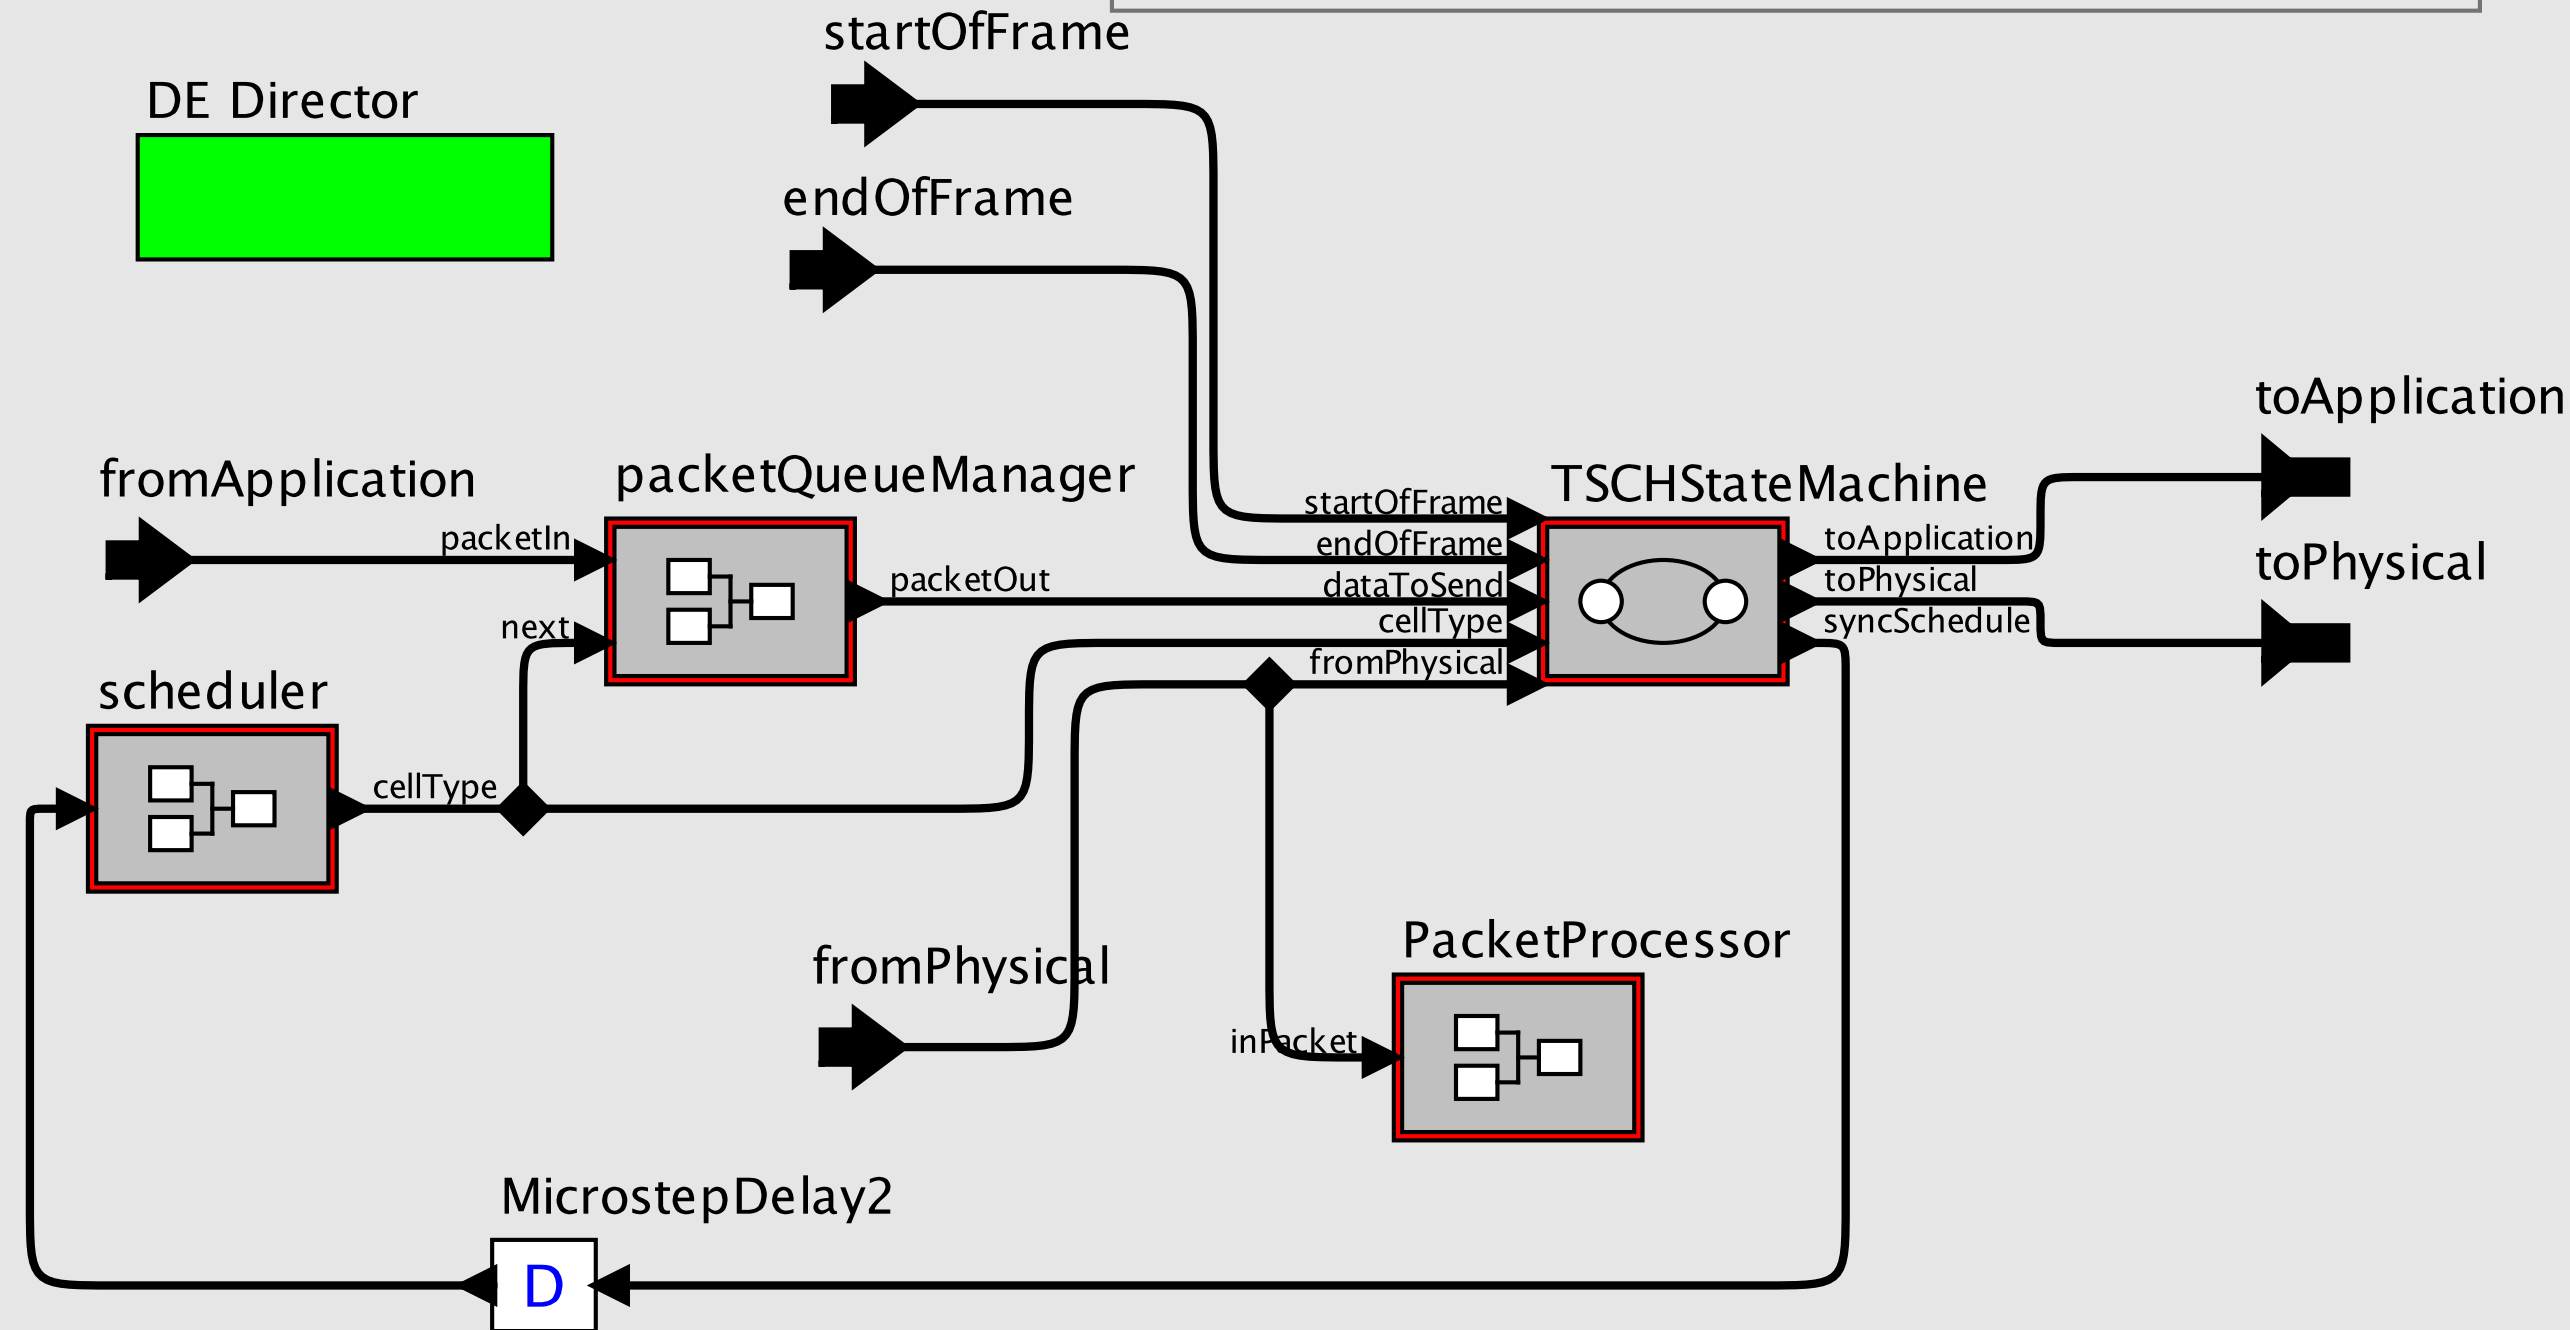 startOfFrame
DE Director
endOfFrame
toApplication
fromApplication
packetQueueManager
TSCHStateMachine
startOfFrame
packetIn
endOfFrame
toApplication
toPhysical
packetOut
dataToSend
toPhysical
next
cellType
syncSchedule
fromPhysical
scheduler
cellType
PacketProcessor
fromPhysical
inPacket
MicrostepDelay2
D